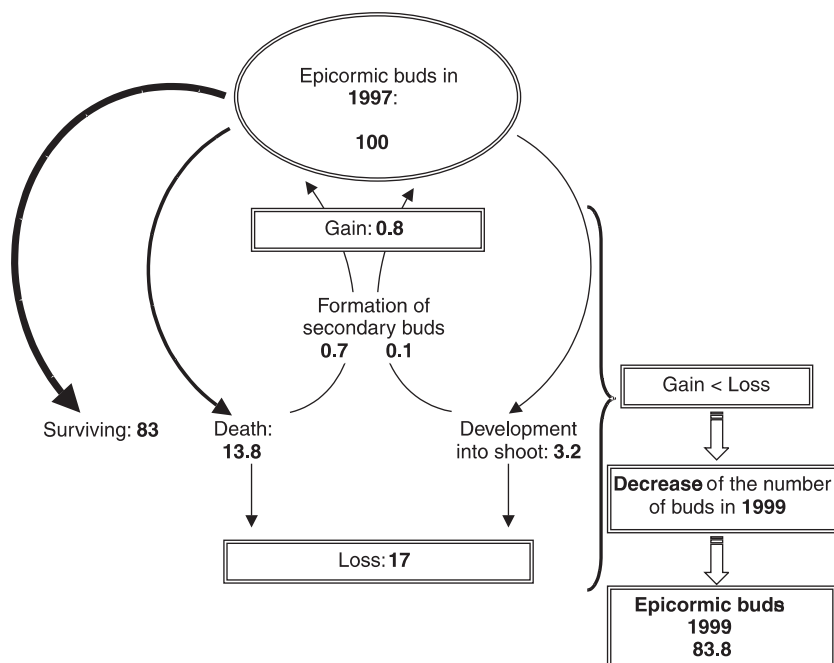 Epicormic buds in
1997:
100
Gain: 0.8
Formation of
secondary buds
0.7 0.1
Surviving: 83
Death:
13.8
Development
into shoot: 3.2
Loss: 17
Gain < Loss
Decrease of the number
of buds in 1999
Epicormic buds
1999
83.8